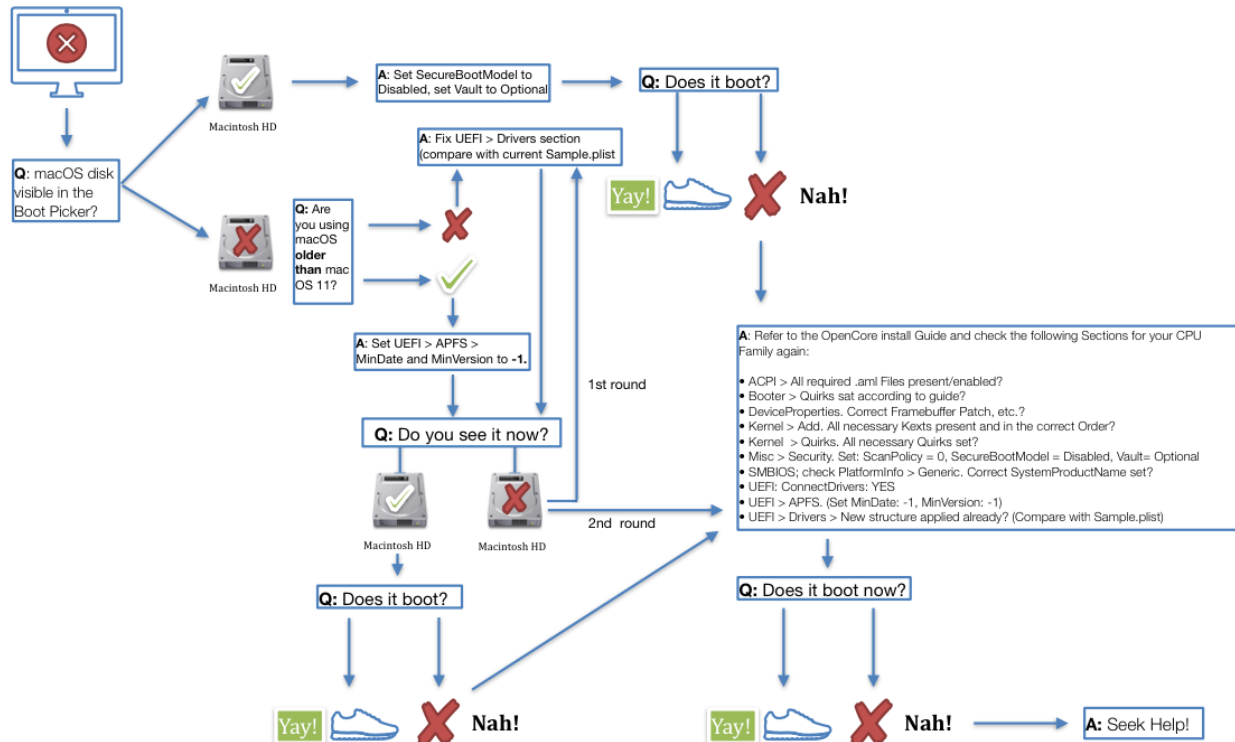 Macintosh HD
A: Set SecureBootModel to
Disabled, set Vault to Optional
Q: Does it boot?
A: Fix UEFI > Drivers section
(compare with current Sample.plist
Q: macOS disk
visible in the
Boot Picker?
Yay!
Nah!
Q: Are
you using
macOS
older
than mac
OS 11?
Macintosh HD
A: Set UEFI > APFS >
MinDate and MinVersion to -1.
1st round
Q: Do you see it now?
A: Refer to the OpenCore install Guide and check the following Sections for your CPU
Family again:
• ACPI > All required .aml Files present/enabled?
• Booter > Quirks sat according to guide?
• DeviceProperties. Correct Framebuffer Patch, etc.?
• Kernel > Add. All necessary Kexts present and in the correct Order?
• Kernel > Quirks. All necessary Quirks set?
• Misc > Security. Set: ScanPolicy = 0, SecureBootModel = Disabled, Vault= Optional
• SMBIOS; check PlatformInfo > Generic. Correct SystemProductName set?
• UEFI: ConnectDrivers: YES
• UEFI > APFS. (Set MinDate: -1, MinVersion: -1)
• UEFI > Drivers > New structure applied already? (Compare with Sample.plist)
2nd round
Macintosh HD
Macintosh HD
Q: Does it boot?
Q: Does it boot now?
Yay!
Nah!
Yay!
Nah!
A: Seek Help!